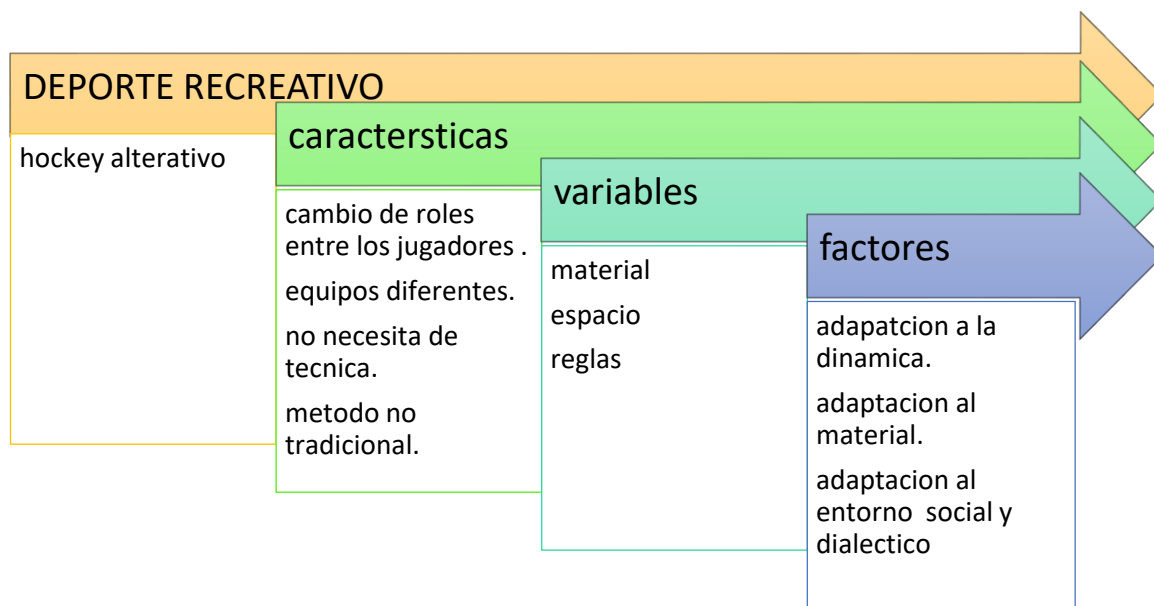 DEPORTE RECREATIVO
hockey alterativo
caractersticas
cambio de roles
entre los jugadores .
equipos diferentes.
no necesita de
tecnica.
metodo no
tradicional.
variables
material
espacio
reglas
factores
adapatcion a la
dinamica.
adaptacion al
material.
adaptacion al
entorno  social y
dialectico